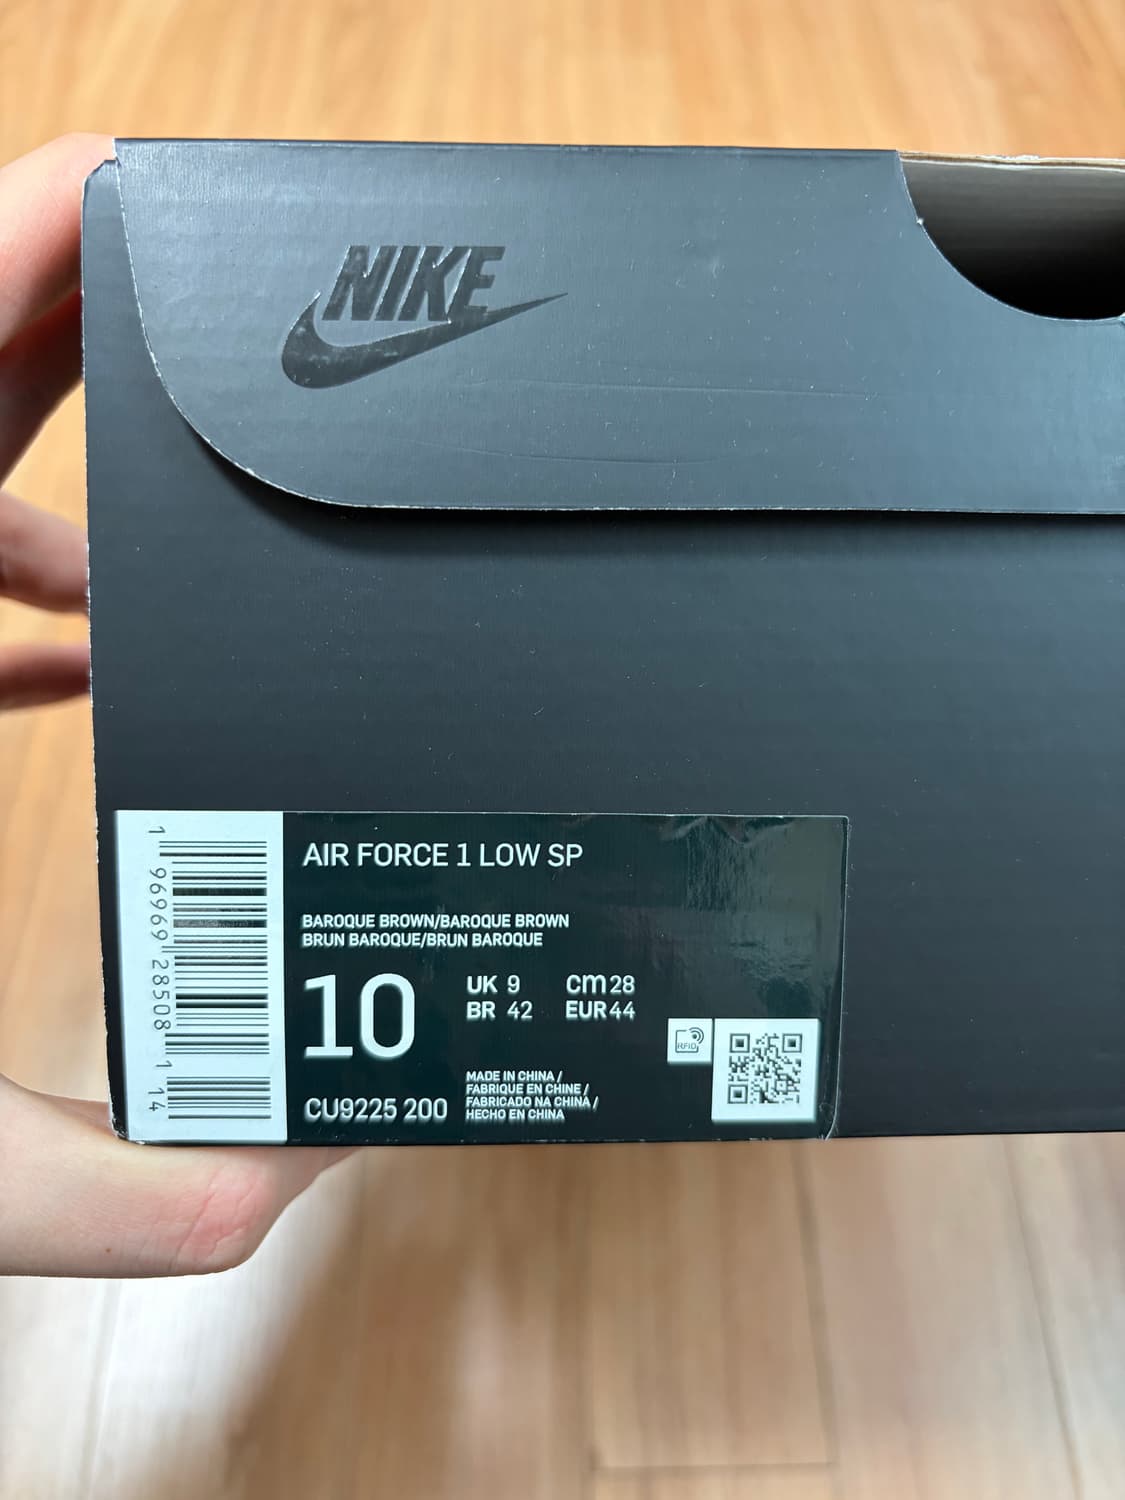 NIKE
AIR FORCE 1 LOW SP
BAROQUE BROWN/BAROQUE BROWN
BRUN BAROQUE/BRUN BAROQUE
10
UK 9 cm 28
BR 42 EUR 44
MADE IN CHINA /
FABRIQUE EN CHINE /
FABRICADO NA CHINA /
HECHO EN CHINA
CU9225 200
RFID
1 96969 28508 1 14